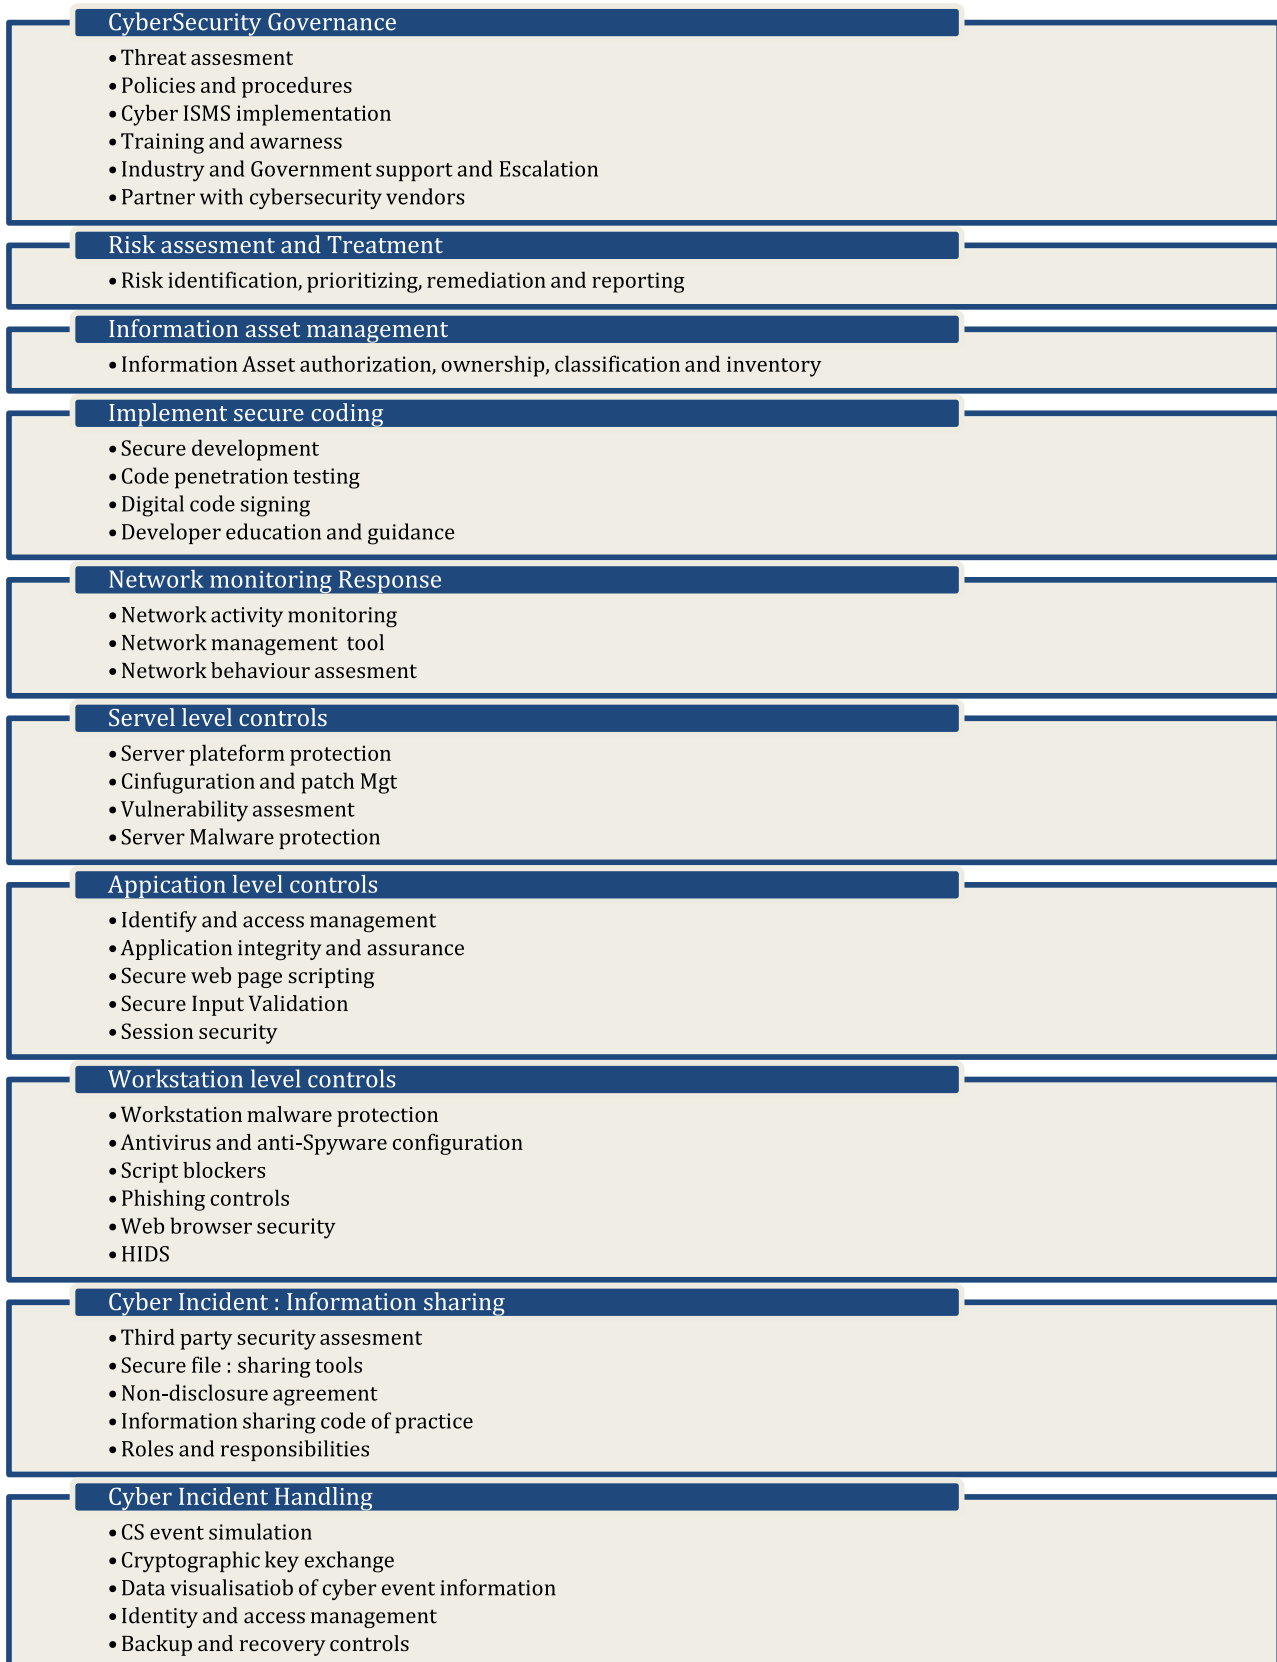 CyberSecurity Governance
• Threat assesment
• Policies and procedures
• Cyber ISMS implementation
• Training and awarness
• Industry and Government support and Escalation
• Partner with cybersecurity vendors
Risk assesment and Treatment
• Risk identification, prioritizing, remediation and reporting
Information asset management
• Information Asset authorization, ownership, classification and inventory
Implement secure coding
• Secure development
• Code penetration testing
• Digital code signing
• Developer education and guidance
Network monitoring Response
• Network activity monitoring
• Network management  tool
• Network behaviour assesment
Servel level controls
• Server plateform protection
• Cinfuguration and patch Mgt
• Vulnerability assesment
• Server Malware protection
Appication level controls
• Identify and access management
• Application integrity and assurance
• Secure web page scripting
• Secure Input Validation
• Session security
Workstation level controls
• Workstation malware protection
• Antivirus and anti-Spyware configuration
• Script blockers
• Phishing controls
• Web browser security
• HIDS
Cyber Incident : Information sharing
• Third party security assesment
• Secure file : sharing tools
• Non-disclosure agreement
• Information sharing code of practice
• Roles and responsibilities
Cyber Incident Handling
• CS event simulation
• Cryptographic key exchange
• Data visualisatiob of cyber event information
• Identity and access management
• Backup and recovery controls